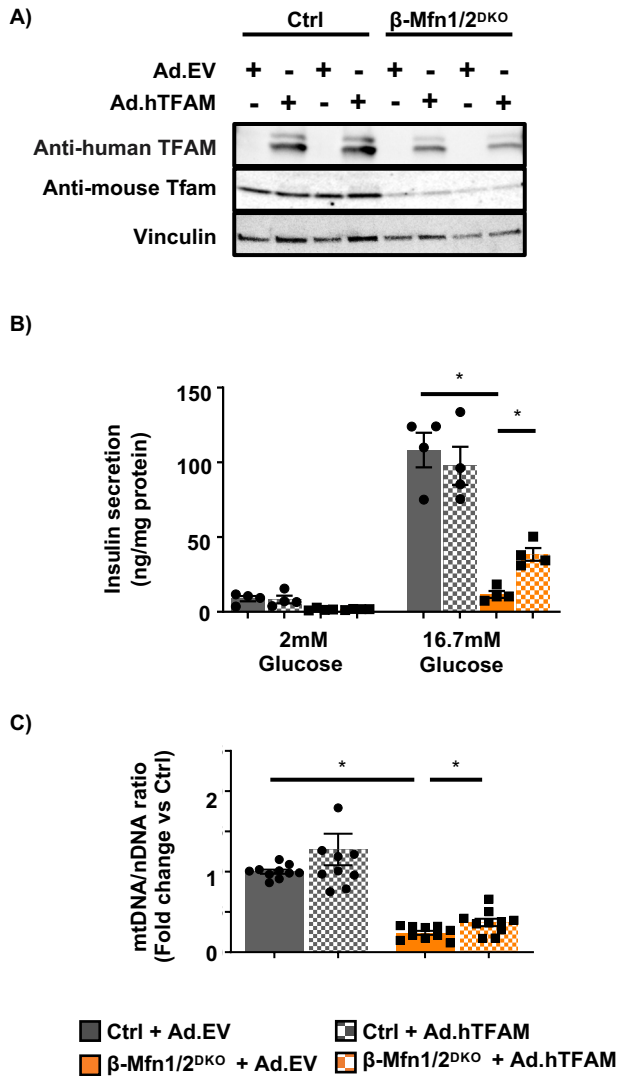 A)
Ctrl β-Mfn1/2DKO
Ad.EV + - + - + - + -
Ad.hTFAM - + - + - + - +
Anti-human TFAM
Anti-mouse Tfam
Vinculin
B)
Insulin secretion
(ng/mg protein)
150
100
50
0
*
*
2mM
Glucose
16.7mM
Glucose
C)
mtDNA/nDNA ratio
(Fold change vs Ctrl)
2
1
0
*
*
Ctrl + Ad.EV
Ctrl + Ad.hTFAM
β-Mfn1/2DKO + Ad.EV
β-Mfn1/2DKO + Ad.hTFAM